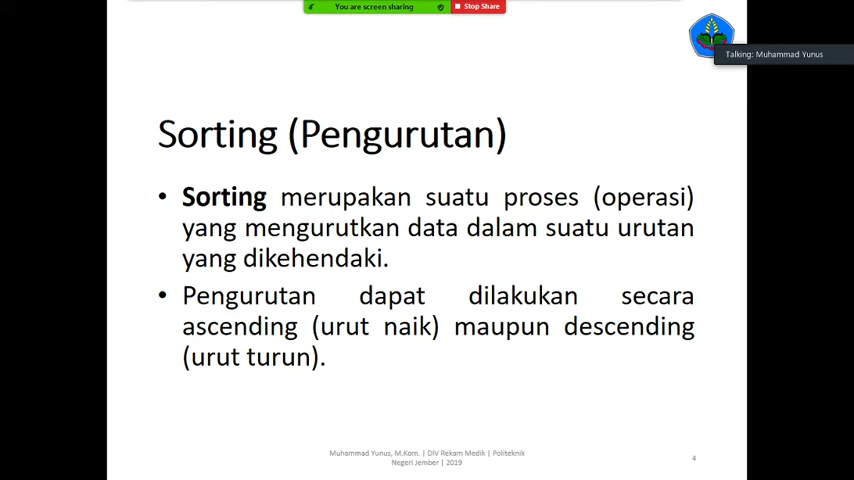 You are screen sharing
Stop Share
Talking: Muhammad Yunus
Sorting (Pengurutan)
• Sorting merupakan suatu proses (operasi)
yang mengurutkan data dalam suatu urutan
yang dikehendaki.
• Pengurutan dapat dilakukan secara
ascending (urut naik) maupun descending
(urut turun).
Muhammad Yunus, M.Kom. | DIV Rekam Medik | Politeknik
Negeri Jember | 2019
4